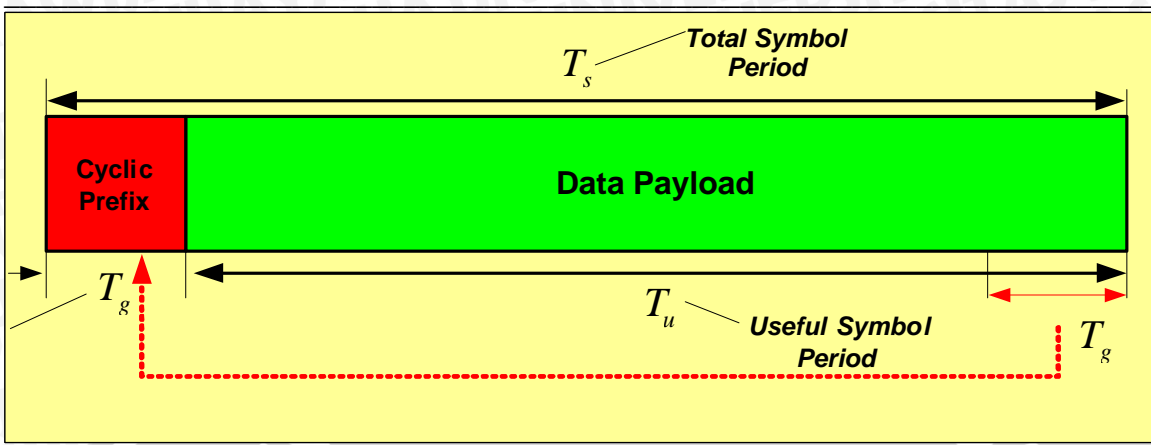 Total Symbol
Period
T_s
Cyclic
Prefix
Data Payload
T_g
T_u
Useful Symbol
Period
T_g